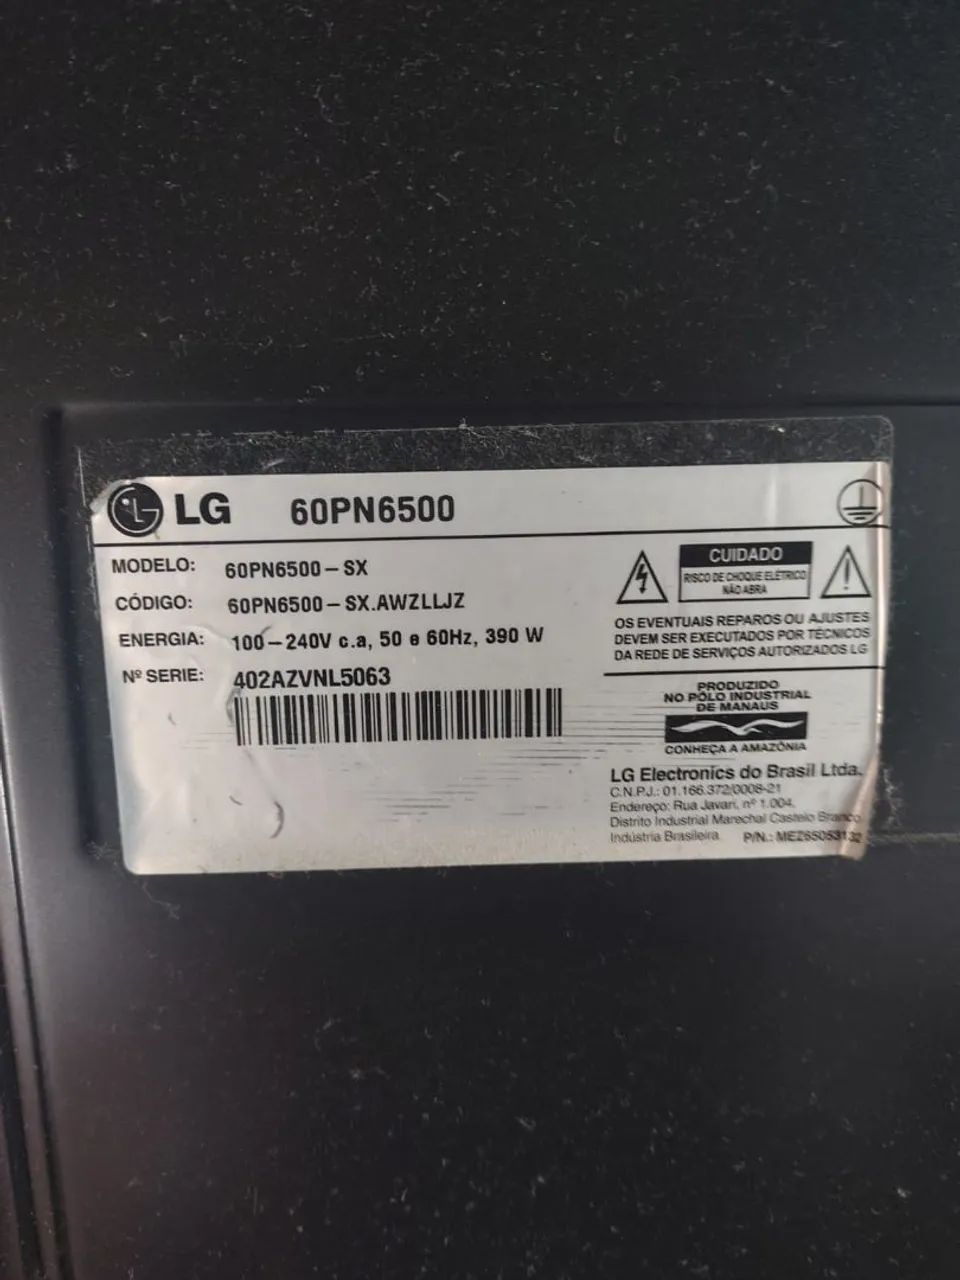 LG 60PN6500
MODELO: 60PN6500-SX
CÓDIGO: 60PN6500-SX.AWZLLJZ
ENERGIA: 100-240V c.a, 50 e 60Hz, 390 W
Nº SERIE: 402AZVNL5063
CUIDADO
RISCO DE CHOQUE ELÉTRICO
NÃO ABRA
OS EVENTUAIS REPAROS OU AJUSTES
DEVEM SER EXECUTADOS POR TÉCNICOS
DA REDE DE SERVIÇOS AUTORIZADOS LG
PRODUZIDO
NO PÓLO INDUSTRIAL
DE MANAUS
CONHEÇA A AMAZÔNIA
LG Electronics do Brasil Ltda.
C.N.P.J.: 01.166.372/0008-21
Endereço: Rua Javari, nº 1.004,
Distrito Industrial Marechal Castelo Branco
Indústria Brasileira. P/N.: MEZ65053132